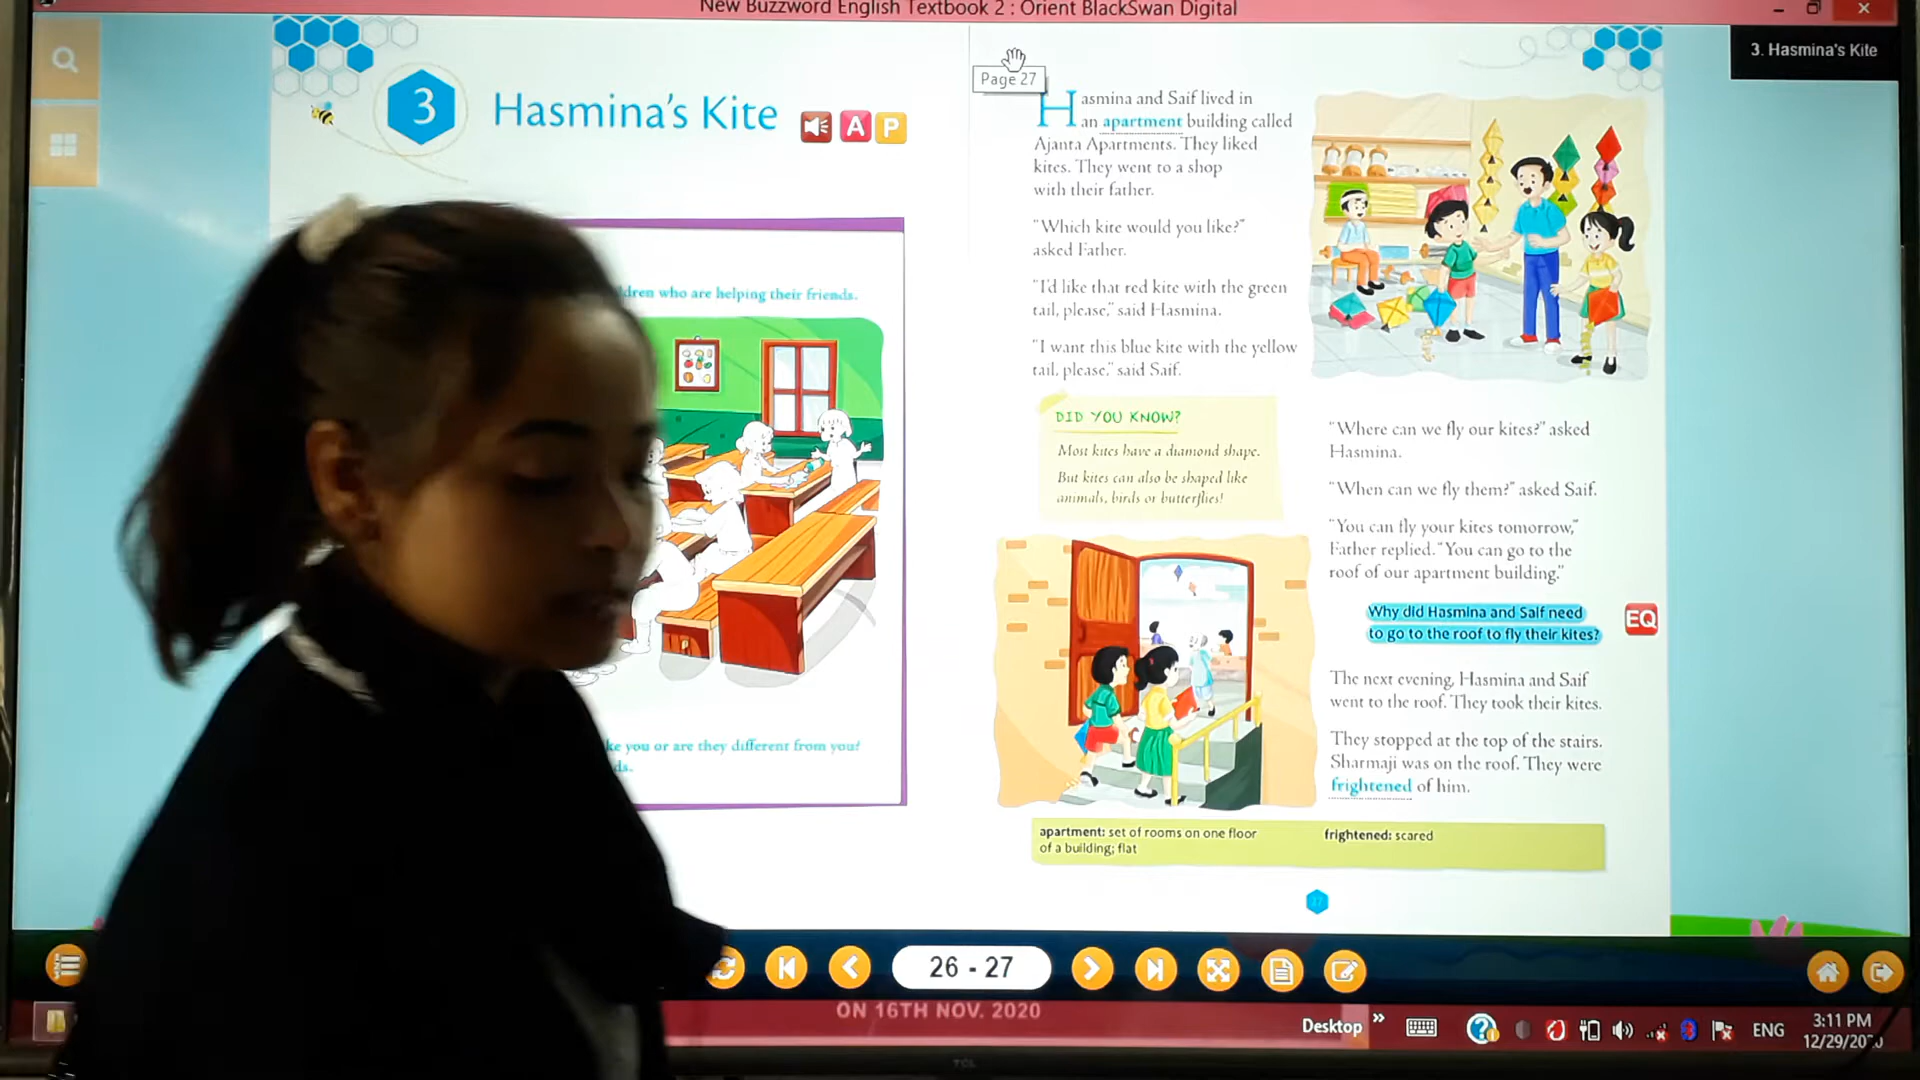 New Buzzword English Textbook 2 : Orient BlackSwan Digital
3. Hasmina's Kite
3
Hasmina's Kite
A
P
who are helping their friends.
you or are they different from you?
Page 27
Hasmina and Saif lived in
an apartment building called
Ajanta Apartments. They liked
kites. They went to a shop
with their father.
"Which kite would you like?"
asked Father.
"I'd like that red kite with the green
tail, please," said Hasmina.
"I want this blue kite with the yellow
tail, please," said Saif.
DID YOU KNOW?
Most kites have a diamond shape.
But kites can also be shaped like
animals, birds or butterflies!
"Where can we fly our kites?" asked
Hasmina.
"When can we fly them?" asked Saif.
"You can fly your kites tomorrow,"
Father replied. "You can go to the
roof of our apartment building."
Why did Hasmina and Saif need
to go to the roof to fly their kites?
EQ
The next evening, Hasmina and Saif
went to the roof. They took their kites.
They stopped at the top of the stairs.
Sharmaji was on the roof. They were
frightened of him.
apartment: set of rooms on one floor
of a building; flat
frightened: scared
27
26 - 27
ON 16TH NOV. 2020
Desktop
ENG
3:11 PM
TCL